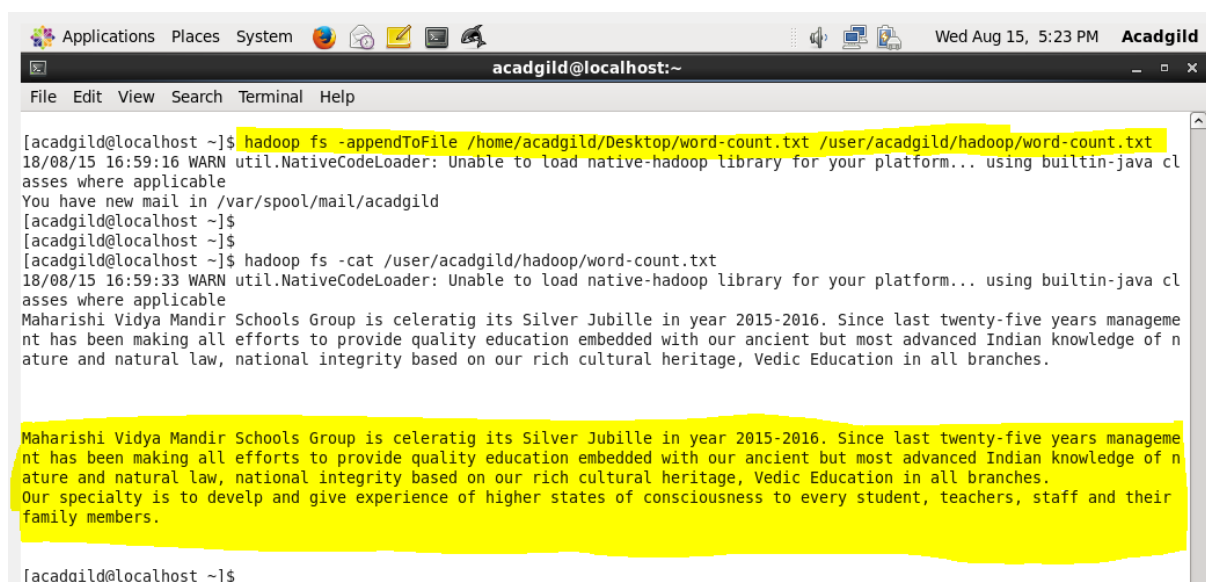 Applications Places System Wed Aug 15, 5:23 PM Acadgild
acadgild@localhost:~
File Edit View Search Terminal Help
[acadgild@localhost ~]$ hadoop fs -appendToFile /home/acadgild/Desktop/word-count.txt /user/acadgild/hadoop/word-count.txt
18/08/15 16:59:16 WARN util.NativeCodeLoader: Unable to load native-hadoop library for your platform... using builtin-java cl
asses where applicable
You have new mail in /var/spool/mail/acadgild
[acadgild@localhost ~]$
[acadgild@localhost ~]$
[acadgild@localhost ~]$ hadoop fs -cat /user/acadgild/hadoop/word-count.txt
18/08/15 16:59:33 WARN util.NativeCodeLoader: Unable to load native-hadoop library for your platform... using builtin-java cl
asses where applicable
Maharishi Vidya Mandir Schools Group is celeratig its Silver Jubille in year 2015-2016. Since last twenty-five years manageme
nt has been making all efforts to provide quality education embedded with our ancient but most advanced Indian knowledge of n
ature and natural law, national integrity based on our rich cultural heritage, Vedic Education in all branches.
Maharishi Vidya Mandir Schools Group is celeratig its Silver Jubille in year 2015-2016. Since last twenty-five years manageme
nt has been making all efforts to provide quality education embedded with our ancient but most advanced Indian knowledge of n
ature and natural law, national integrity based on our rich cultural heritage, Vedic Education in all branches.
Our specialty is to develp and give experience of higher states of consciousness to every student, teachers, staff and their
family members.
[acadgild@localhost ~]$